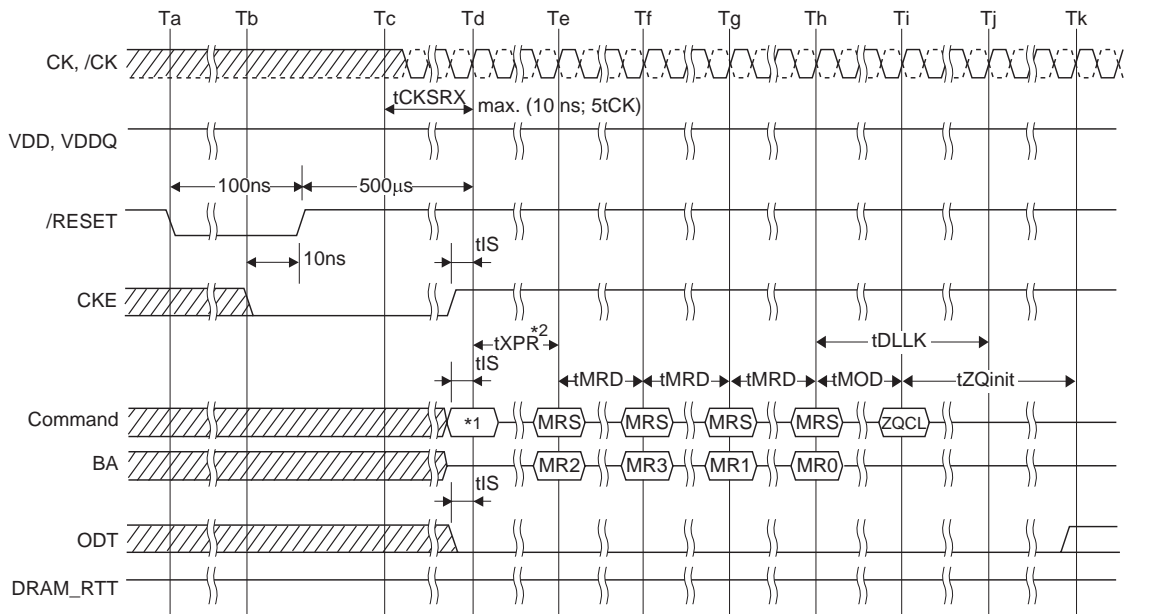 Ta Tb Tc Td Te Tf Tg Th Ti Tj Tk
CK, /CK
tCKSRX max. (10 ns; 5tCK)
VDD, VDDQ
100ns 500μs
/RESET
tIS
10ns
CKE
tXPR*2 tDLLK
tIS
tMRD tMRD tMRD tMOD tZQinit
Command *1 MRS MRS MRS MRS ZQCL
BA MR2 MR3 MR1 MR0
tIS
ODT
DRAM_RTT